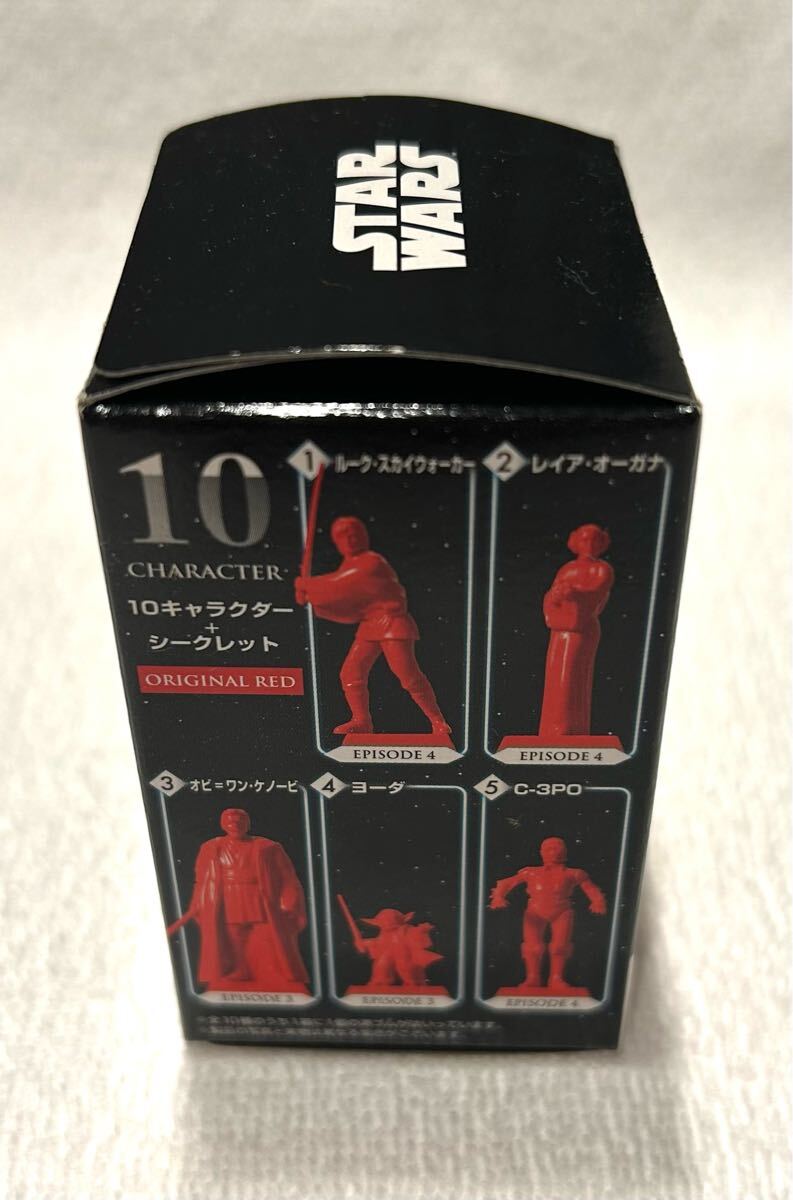 STAR
WARS
10
CHARACTER
10キャラクター
+
シークレット
ORIGINAL RED
1 ルーク・スカイウォーカー
EPISODE 4
2 レイア・オーガナ
EPISODE 4
3 オビ=ワン・ケノービ
EPISODE 3
4 ヨーダ
EPISODE 3
5 C-3PO
EPISODE 4